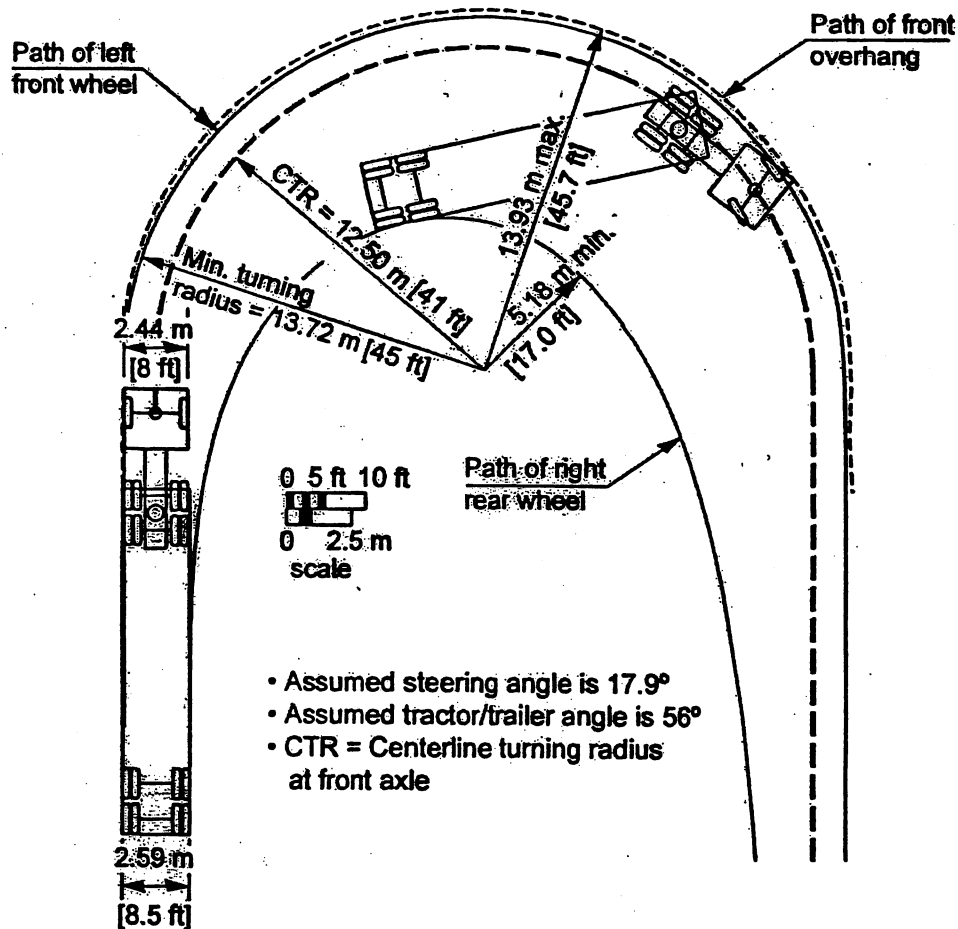 Path of left
front wheel
Path of front
overhang
CTR = 12.50 m [41 ft]
13.93 m max.
[45.7 ft]
Min. turning
radius = 13.72 m [45 ft]
5.18 m min.
[17.0 ft]
2.44 m
[8 ft]
0 5 ft 10 ft
0 2.5 m
scale
Path of right
rear wheel
• Assumed steering angle is 17.9º
• Assumed tractor/trailer angle is 56º
• CTR = Centerline turning radius
at front axle
2.59 m
[8.5 ft]